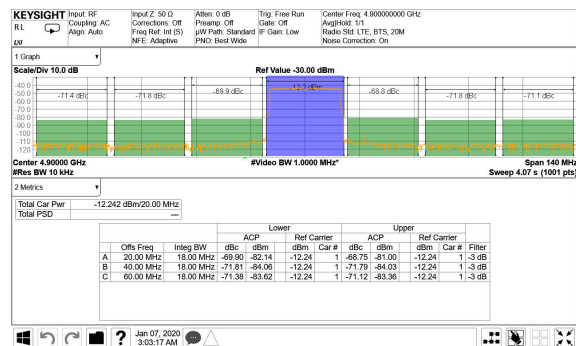 KEYSIGHT Input: RF Input Z: 50 Ω Atten: 0 dB Trig: Free Run Center Freq: 4.900000000 GHz
RL Coupling: AC Corrections: Off Preamp: Off Gate: Off Avg|Hold: 1/1
Align: Auto Freq Ref: Int (S) µW Path: Standard IF Gain: Low Radio Std: LTE, BTS, 20M
LXI NFE: Adaptive PNO: Best Wide Noise Correction: On
1 Graph
Scale/Div 10.0 dB Ref Value -30.00 dBm
-40.0
-50.0
-60.0
-70.0
-80.0
-90.0
-100
-110
-120
-71.4 dBc -71.8 dBc -69.9 dBc -12.2 dBm -68.8 dBc -71.8 dBc -71.1 dBc
Center 4.90000 GHz #Video BW 1.0000 MHz* Span 140 MHz
#Res BW 10 kHz Sweep 4.07 s (1001 pts)
2 Metrics
Total Car Pwr -12.242 dBm/20.00 MHz
Total PSD ---
Lower Upper
ACP Ref Carrier ACP Ref Carrier
Offs Freq Integ BW dBc dBm dBm Car # dBc dBm dBm Car # Filter
A 20.00 MHz 18.00 MHz -69.90 -82.14 -12.24 1 -68.75 -81.00 -12.24 1 -3 dB
B 40.00 MHz 18.00 MHz -71.81 -84.06 -12.24 1 -71.79 -84.03 -12.24 1 -3 dB
C 60.00 MHz 18.00 MHz -71.38 -83.62 -12.24 1 -71.12 -83.36 -12.24 1 -3 dB
? Jan 07, 2020
3:03:17 AM